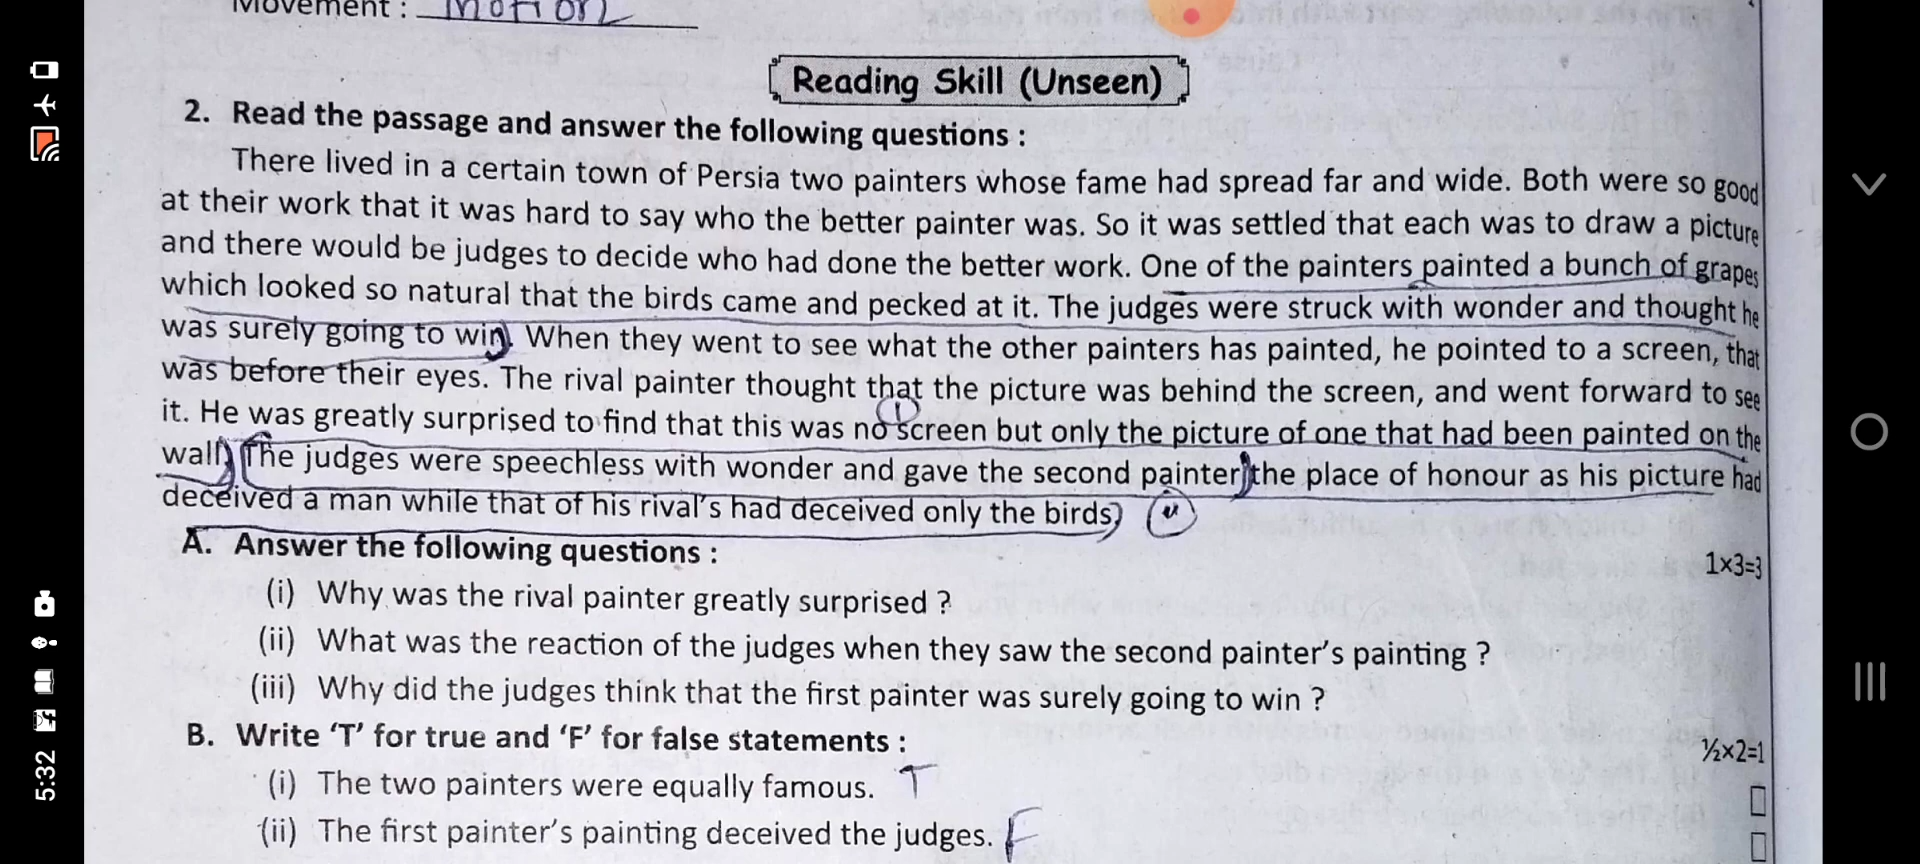 Movement : motion
Reading Skill (Unseen)
2. Read the passage and answer the following questions :
There lived in a certain town of Persia two painters whose fame had spread far and wide. Both were so good
at their work that it was hard to say who the better painter was. So it was settled that each was to draw a picture
and there would be judges to decide who had done the better work. One of the painters painted a bunch of grapes
which looked so natural that the birds came and pecked at it. The judges were struck with wonder and thought he
was surely going to win. When they went to see what the other painters has painted, he pointed to a screen, that
was before their eyes. The rival painter thought that the picture was behind the screen, and went forward to see
it. He was greatly surprised to find that this was no screen but only the picture of one that had been painted on the
wall. The judges were speechless with wonder and gave the second painter the place of honour as his picture had
deceived a man while that of his rival's had deceived only the birds.
A. Answer the following questions :
1×3=3
(i) Why was the rival painter greatly surprised ?
(ii) What was the reaction of the judges when they saw the second painter's painting ?
(iii) Why did the judges think that the first painter was surely going to win ?
B. Write 'T' for true and 'F' for false statements :
½×2=1
(i) The two painters were equally famous. T
(ii) The first painter's painting deceived the judges. F
5:32